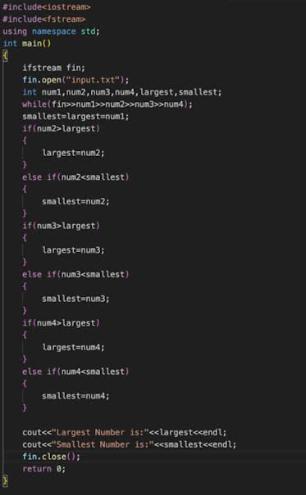 #include<iostream>
#include<fstream>
using namespace std;
int main()
{
ifstream fin;
fin.open("input.txt");
int num1,num2,num3,num4,largest,smallest;
while(fin>>num1>>num2>>num3>>num4);
smallest=largest=num1;
if(num2>largest)
{
largest=num2;
}
else if(num2<smallest)
{
smallest=num2;
}
if(num3>largest)
{
largest=num3;
}
else if(num3<smallest)
{
smallest=num3;
}
if(num4>largest)
{
largest=num4;
}
else if(num4<smallest)
{
smallest=num4;
}
cout<<"Largest Number is:"<<largest<<endl;
cout<<"Smallest Number is:"<<smallest<<endl;
fin.close();
return 0;
}